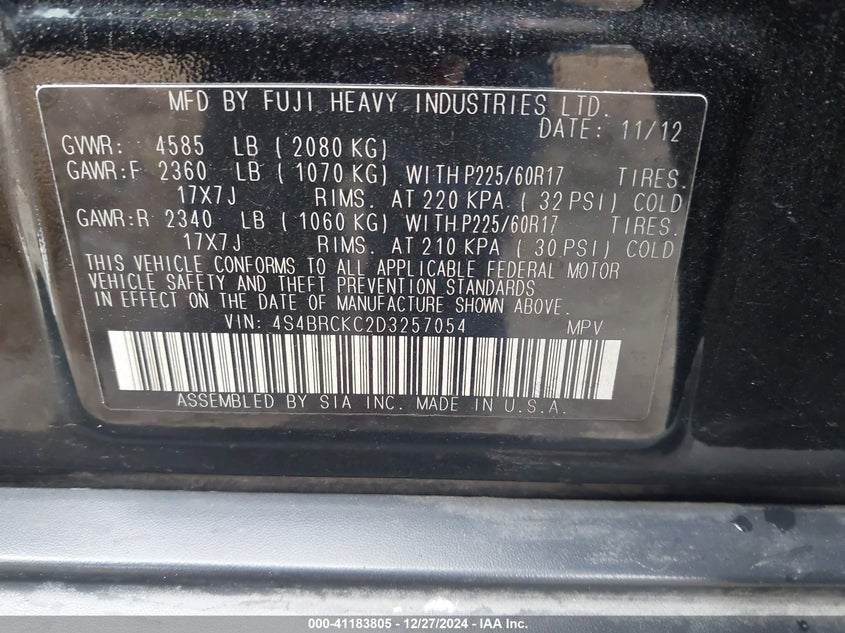 MFD BY FUJI HEAVY INDUSTRIES LTD.
DATE: 11/12
GVWR: 4585 LB ( 2080 KG)
GAWR:F 2360 LB ( 1070 KG) WITH P225/60R17 TIRES.
17X7J RIMS. AT 220 KPA ( 32 PSI) COLD
GAWR:R 2340 LB ( 1060 KG) WITH P225/60R17 TIRES.
17X7J RIMS. AT 210 KPA ( 30 PSI) COLD
THIS VEHICLE CONFORMS TO ALL APPLICABLE FEDERAL MOTOR
VEHICLE SAFETY AND THEFT PREVENTION STANDARDS
IN EFFECT ON THE DATE OF MANUFACTURE SHOWN ABOVE.
VIN: 4S4BRCKC2D3257054 MPV
ASSEMBLED BY SIA INC. MADE IN U.S.A.
000-41183805 - 12/27/2024 - IAA Inc.